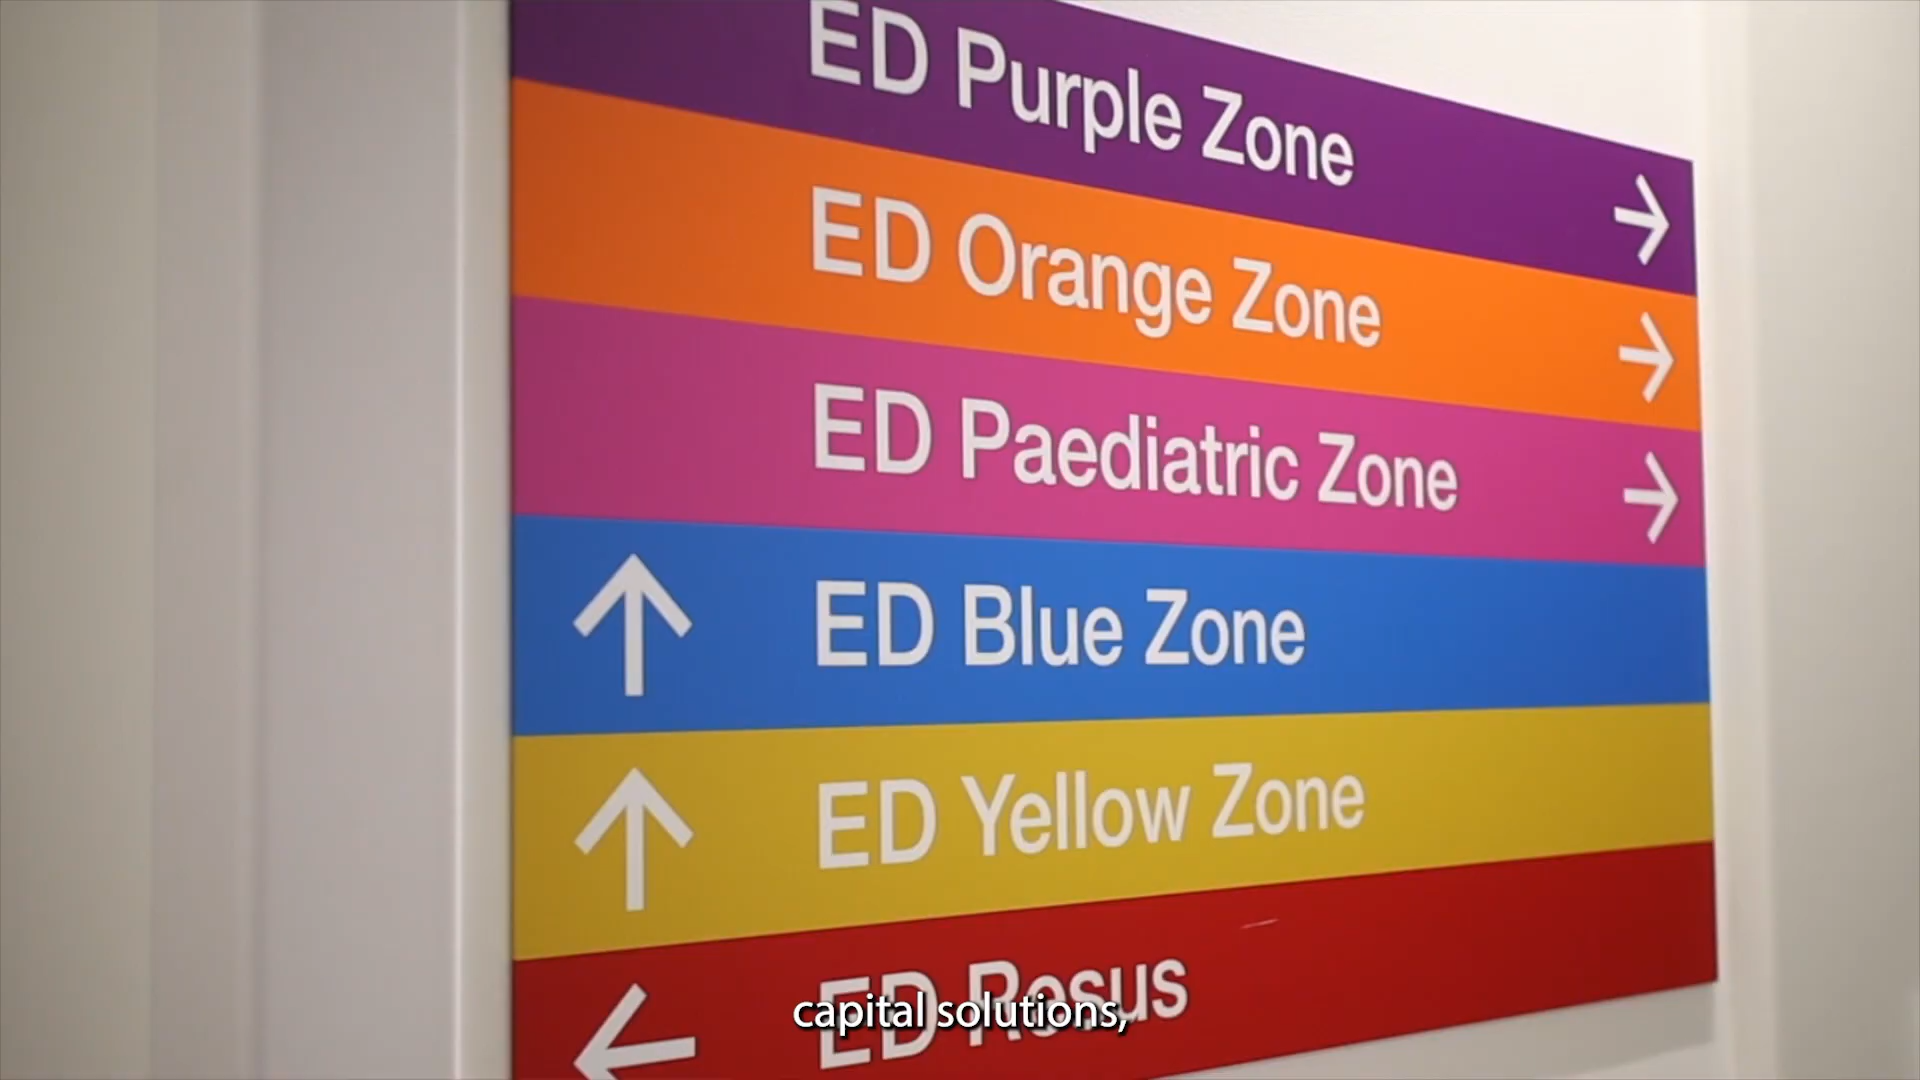 ED Purple Zone
ED Orange Zone
ED Paediatric Zone
ED Blue Zone
ED Yellow Zone
ED Resus
capital solutions,